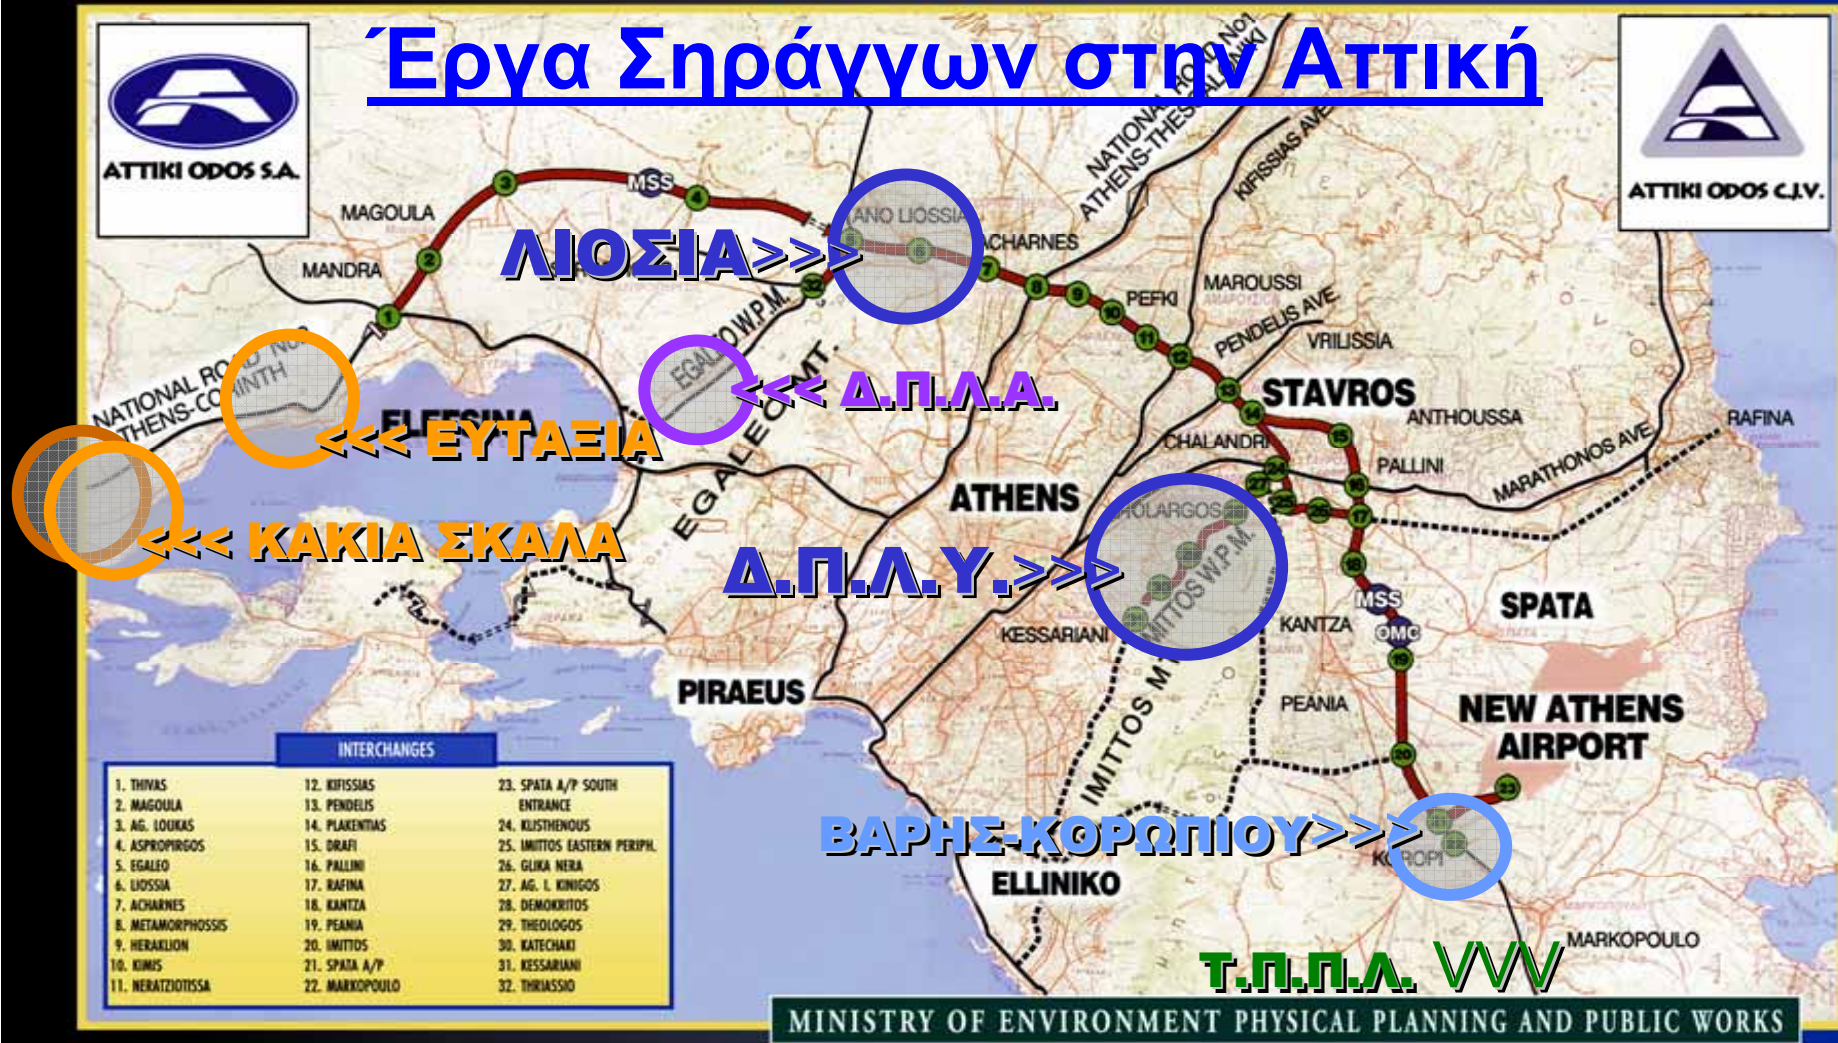 Έργα Σηράγγων στην Αττική
ATTIKI ODOS S.A.
ATTIKI ODOS C.J.V.
NATIONAL ROAD No1
ATHENS-THESSALONIKI
KIFISSIAS AVE
MAGOULA
MSS
ANO LIOSSIA
ACHARNES
ΛΙΟΣΙΑ>>>
MANDRA
MAROUSSI
PEFKI
PENDELIS AVE.
VRILISSIA
EGALEO W.P.M.
EGALEO MT.
NATIONAL ROAD No
ATHENS-CORINTH
<<< Δ.Π.Λ.Α.
STAVROS
ANTHOUSSA
RAFINA
ELEFSINA
<<< ΕΥΤΑΞΙΑ
CHALANDRI
PALLINI
MARATHONOS AVE.
ATHENS
HOLARGOS
<<< ΚΑΚΙΑ ΣΚΑΛΑ
Δ.Π.Λ.Υ.>>>
IMITTOS W.P.M.
KESSARIANI
KANTZA
MSS
OMC
SPATA
PIRAEUS
IMITTOS M
PEANIA
NEW ATHENS
AIRPORT
ΒΑΡΗΣ-ΚΟΡΩΠΙΟΥ>>>
KOROPI
ELLINIKO
MARKOPOULO
Τ.Π.Π.Λ. VVV
INTERCHANGES
1. THIVAS
2. MAGOULA
3. AG. LOUKAS
4. ASPROPIRGOS
5. EGALEO
6. LIOSSIA
7. ACHARNES
8. METAMORPHOSSIS
9. HERAKLION
10. KIMIS
11. NERATZIOTISSA
12. KIFISSIAS
13. PENDELIS
14. PLAKENTIAS
15. DRAFI
16. PALLINI
17. RAFINA
18. KANTZA
19. PEANIA
20. IMITTOS
21. SPATA A/P
22. MARKOPOULO
23. SPATA A/P SOUTH
ENTRANCE
24. KLISTHENOUS
25. IMITTOS EASTERN PERIPH.
26. GLIKA NERA
27. AG. I. KINIGOS
28. DEMOKRITOS
29. THEOLOGOS
30. KATECHAKI
31. KESSARIANI
32. THRIASSIO
MINISTRY OF ENVIRONMENT PHYSICAL PLANNING AND PUBLIC WORKS